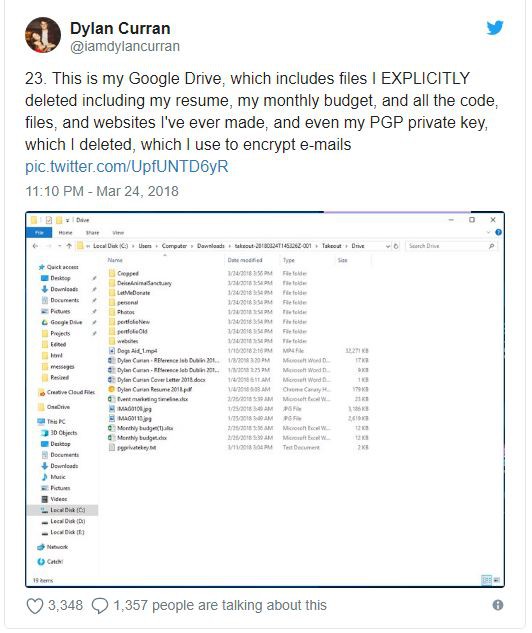 Dylan Curran
@iamdylancurran
23. This is my Google Drive, which includes files I EXPLICITLY
deleted including my resume, my monthly budget, and all the code,
files, and websites I've ever made, and even my PGP private key,
which I deleted, which I use to encrypt e-mails
pic.twitter.com/UpfUNTD6yR
11:10 PM - Mar 24, 2018
Drive
File Home Share View
Local Disk (C:) › Users › Computer › Downloads › takeout-20180324T145326Z-001 › Takeout › Drive Search Drive
Name Date modified Type Size
Quick access
Desktop
Downloads
Documents
Pictures
Google Drive
Projects
Edited
html
messages
Resized
Creative Cloud Files
OneDrive
This PC
3D Objects
Desktop
Documents
Downloads
Music
Pictures
Videos
Local Disk (C:)
Local Disk (D:)
Local Disk (E:)
Network
Catch!
Cropped 3/24/2018 3:56 PM File folder
DeiseAnimalSanctuary 3/24/2018 3:54 PM File folder
LetMeDonate 3/24/2018 3:54 PM File folder
personal 3/24/2018 3:54 PM File folder
Photos 3/24/2018 3:54 PM File folder
portfolioNew 3/24/2018 3:54 PM File folder
portfolioOld 3/24/2018 3:54 PM File folder
websites 3/24/2018 3:54 PM File folder
Dogs Aid_1.mp4 1/10/2018 2:16 PM MP4 File 32,271 KB
Dylan Curran - REference Job Dublin 201... 1/9/2018 3:20 PM Microsoft Word D... 17 KB
Dylan Curran - REference Job Dublin 201... 1/8/2018 3:25 PM Microsoft Word D... 9 KB
Dylan Curran Cover Letter 2018.docx 1/4/2018 6:11 AM Microsoft Word D... 1 KB
Dylan Curran Resume 2018.pdf 1/4/2018 6:03 AM Chrome Canary H... 179 KB
Event marketing timeline.xlsx 2/26/2018 5:39 AM Microsoft Excel W... 23 KB
IMAG0109.jpg 1/25/2018 3:49 AM JPG File 3,186 KB
IMAG0110.jpg 1/25/2018 3:49 AM JPG File 2,619 KB
Monthly budget(1).xlsx 2/26/2018 5:36 AM Microsoft Excel W... 12 KB
Monthly budget.xlsx 2/26/2018 5:39 AM Microsoft Excel W... 12 KB
pgpprivatekey.txt 3/11/2018 3:04 PM Text Document 2 KB
19 items
3,348 1,357 people are talking about this